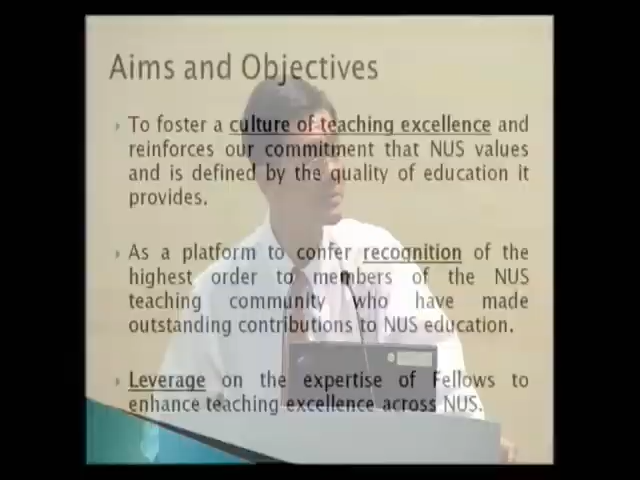 Aims and Objectives
To foster a culture of teaching excellence and
reinforces our commitment that NUS values
and is defined by the quality of education it
provides.
As a platform to confer recognition of the
highest order to members of the NUS
teaching community who have made
outstanding contributions to NUS education.
Leverage on the expertise of Fellows to
enhance teaching excellence across NUS.